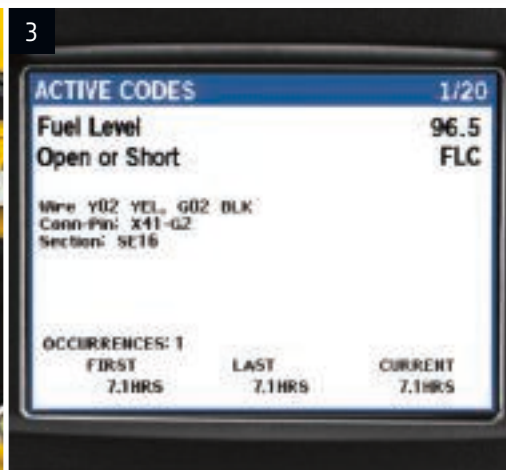 3
ACTIVE CODES 1/20
Fuel Level 96.5
Open or Short FLC
Wire Y02 YEL, G02 BLK
Conn-Pin: X41-G2
Section: SE16
OCCURRENCES: 1
FIRST LAST CURRENT
7.1HRS 7.1HRS 7.1HRS